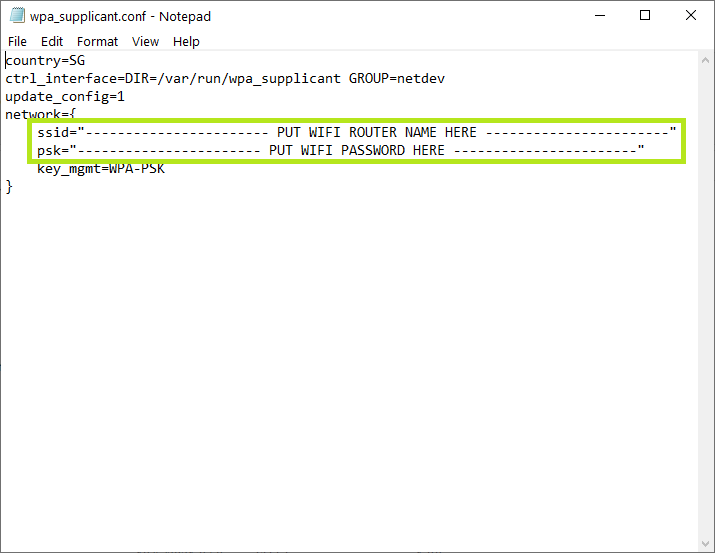 wpa_supplicant.conf - Notepad
File Edit Format View Help
country=SG
ctrl_interface=DIR=/var/run/wpa_supplicant GROUP=netdev
update_config=1
network={
    ssid="----------------------- PUT WIFI ROUTER NAME HERE -----------------------"
    psk="----------------------- PUT WIFI PASSWORD HERE -----------------------"
    key_mgmt=WPA-PSK
}